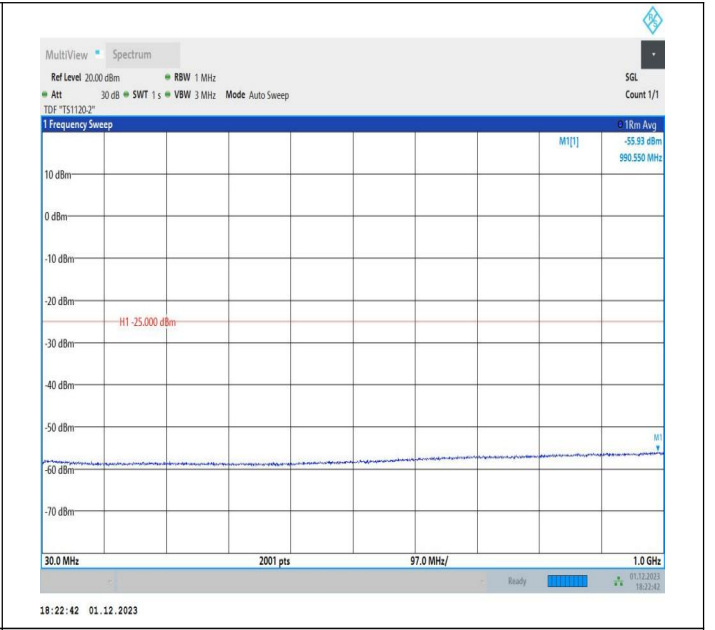 R S
MultiView Spectrum
Ref Level 20.00 dBm RBW 1 MHz SGL
Att 30 dB SWT 1 s VBW 3 MHz Mode Auto Sweep Count 1/1
TDF "TS1120-2"
1 Frequency Sweep 1Rm Avg
M1[1] -55.93 dBm
990.550 MHz
10 dBm
0 dBm
-10 dBm
-20 dBm
H1 -25.000 dBm
-30 dBm
-40 dBm
-50 dBm
M1
-60 dBm
-70 dBm
30.0 MHz 2001 pts 97.0 MHz/ 1.0 GHz
Ready 01.12.2023
18:22:42
18:22:42 01.12.2023